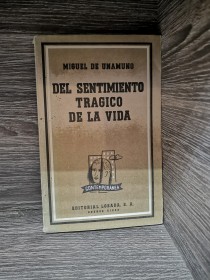 MIGUEL DE UNAMUNO
DEL SENTIMIENTO
TRAGICO
DE LA VIDA
CONTEMPORANEA
EDITORIAL LOSADA, S. A.
BUENOS AIRES